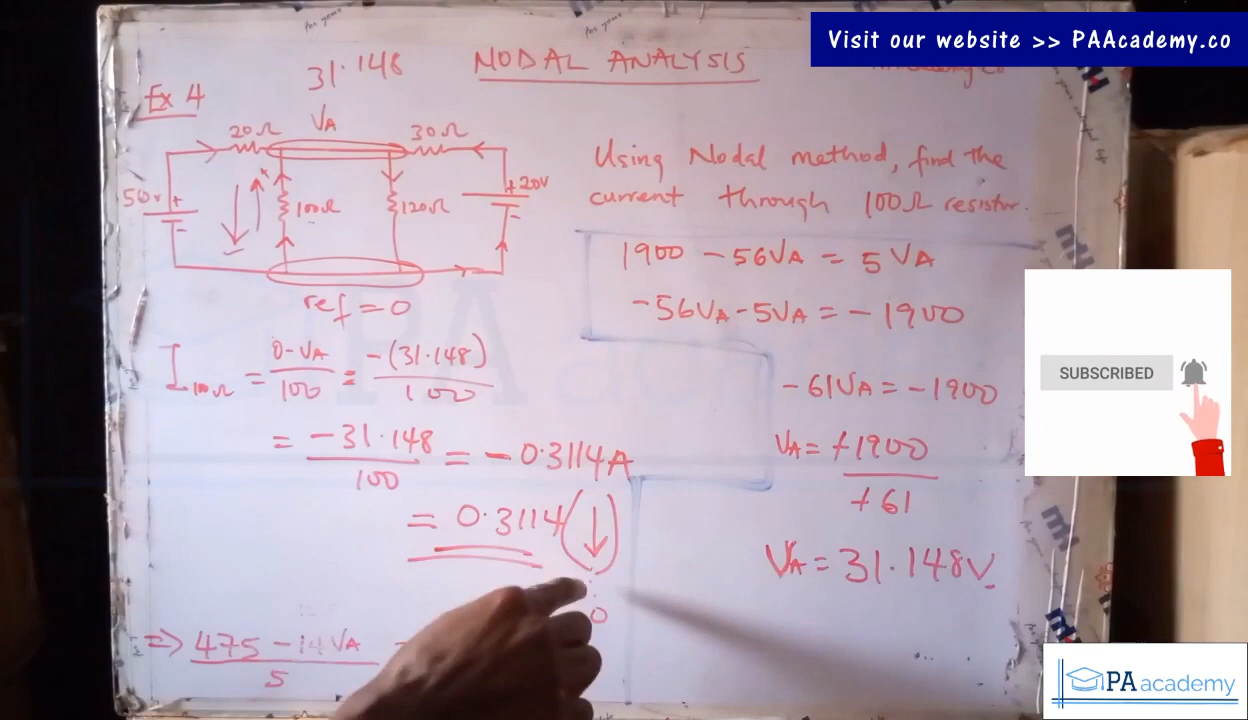 Visit our website >> PAAcademy.co
31.148
NODAL ANALYSIS
Ex 4
20Ω
VA
30Ω
50v
+
-
100Ω
120Ω
+
20v
-
ref = 0
Using Nodal method, find the
current through 100Ω resistor.
I100Ω = 0-VA / 100 = -(31.148) / 100
= -31.148 / 100 = -0.3114A
= 0.3114 (↓)
0
=> 475 - 14VA / 5
1900 - 56VA = 5VA
-56VA - 5VA = -1900
-61VA = -1900
VA = +1900 / +61
VA = 31.148V
SUBSCRIBED
PA academy
PA academy